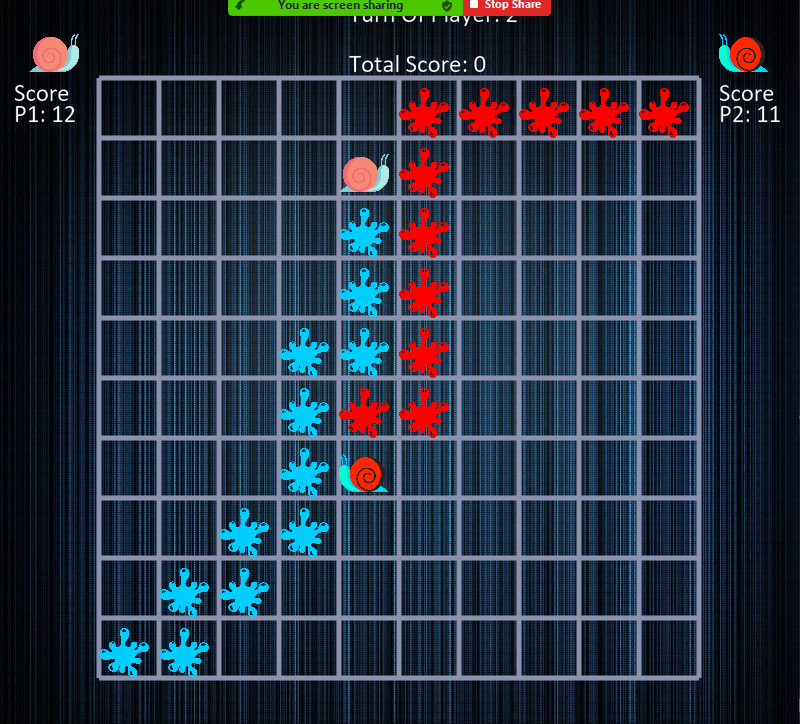 You are screen sharing
Stop Share
Turn Of Player: 2
Total Score: 0
Score
P1: 12
Score
P2: 11